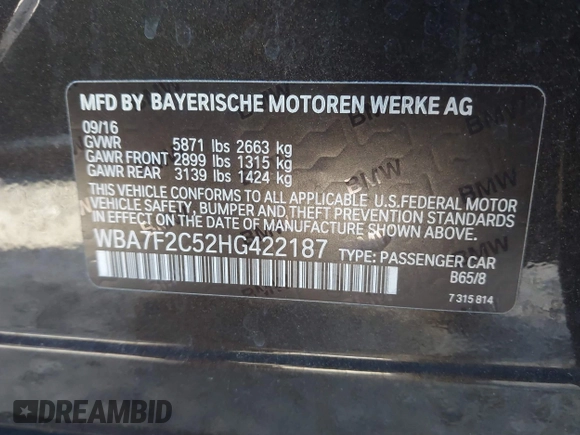 MFD BY BAYERISCHE MOTOREN WERKE AG
09/16
GVWR 5871 lbs 2663 kg
GAWR FRONT 2899 lbs 1315 kg
GAWR REAR 3139 lbs 1424 kg
THIS VEHICLE CONFORMS TO ALL APPLICABLE U.S.FEDERAL MOTOR
VEHICLE SAFETY, BUMPER, AND THEFT PREVENTION STANDARDS
IN EFFECT ON THE DATE OF MANUFACTURE SHOWN ABOVE.
WBA7F2C52HG422187 TYPE: PASSENGER CAR
B65/8
7 315 814
DREAMBID